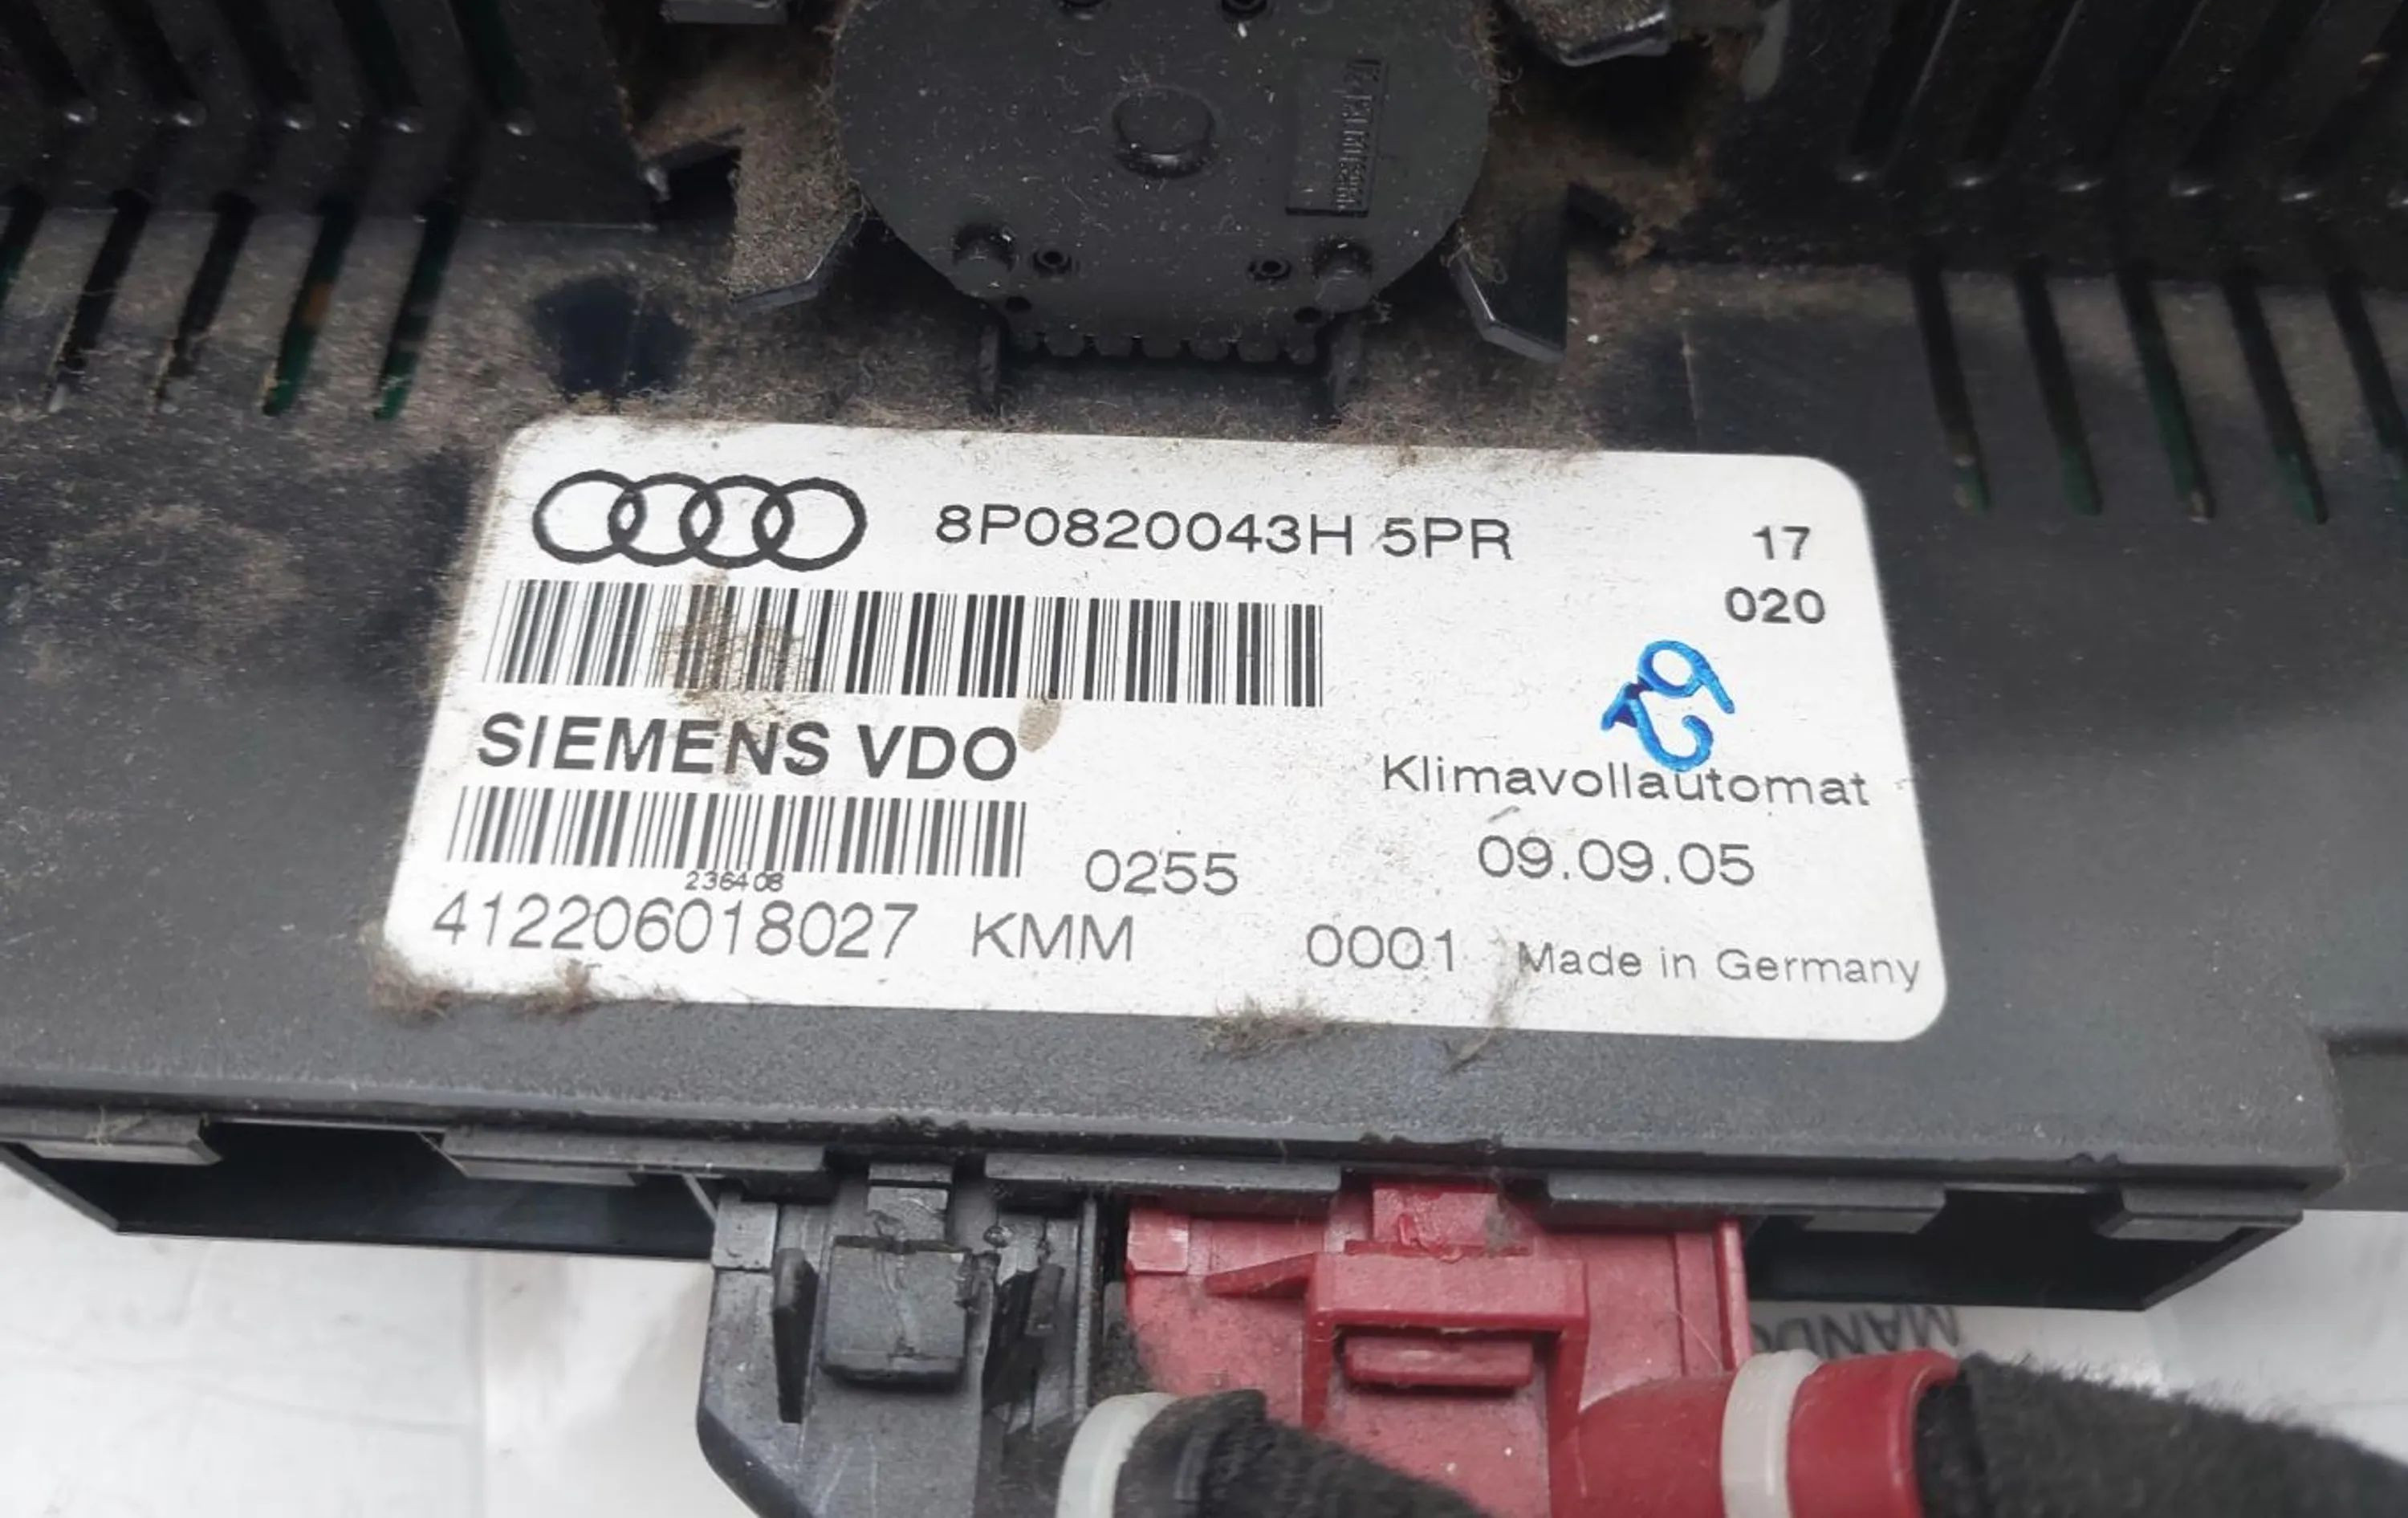 8P0820043H 5PR
17
020
SIEMENS VDO
Klimavollautomat
236408
0255
09.09.05
412206018027 KMM
0001
Made in Germany